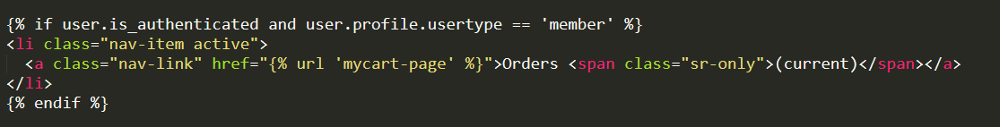 {% if user.is_authenticated and user.profile.usertype == 'member' %}
<li class="nav-item active">
  <a class="nav-link" href="{% url 'mycart-page' %}">Orders <span class="sr-only">(current)</span></a>
</li>
{% endif %}